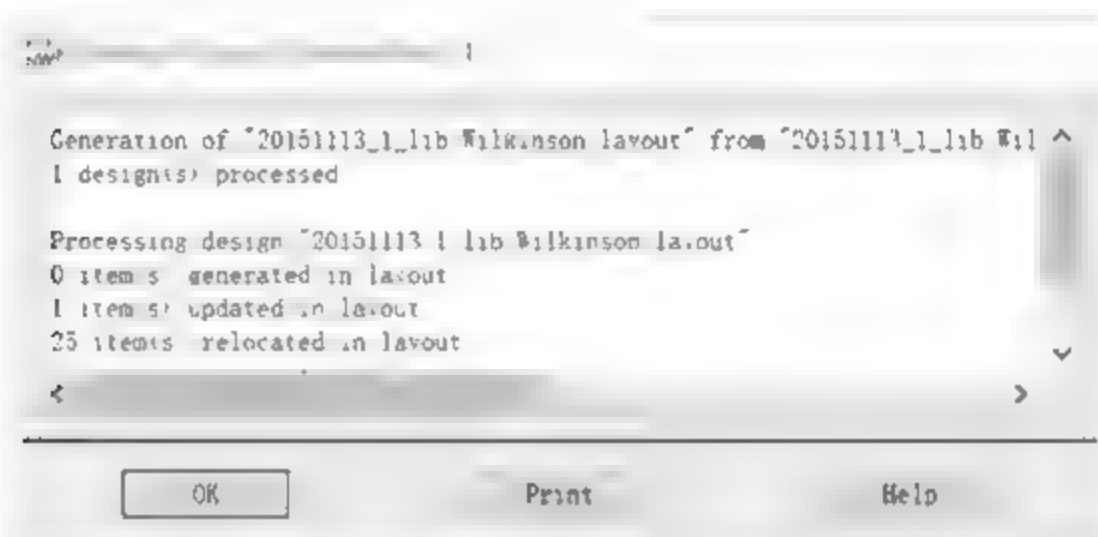 Generation of "20151113_1_lib Wilkinson layout" from "20151113_1_lib Wil
1 design(s) processed
Processing design "20151113_1_lib Wilkinson layout"
0 item(s) generated in layout
1 item(s) updated in layout
25 item(s) relocated in layout
OK
Print
Help